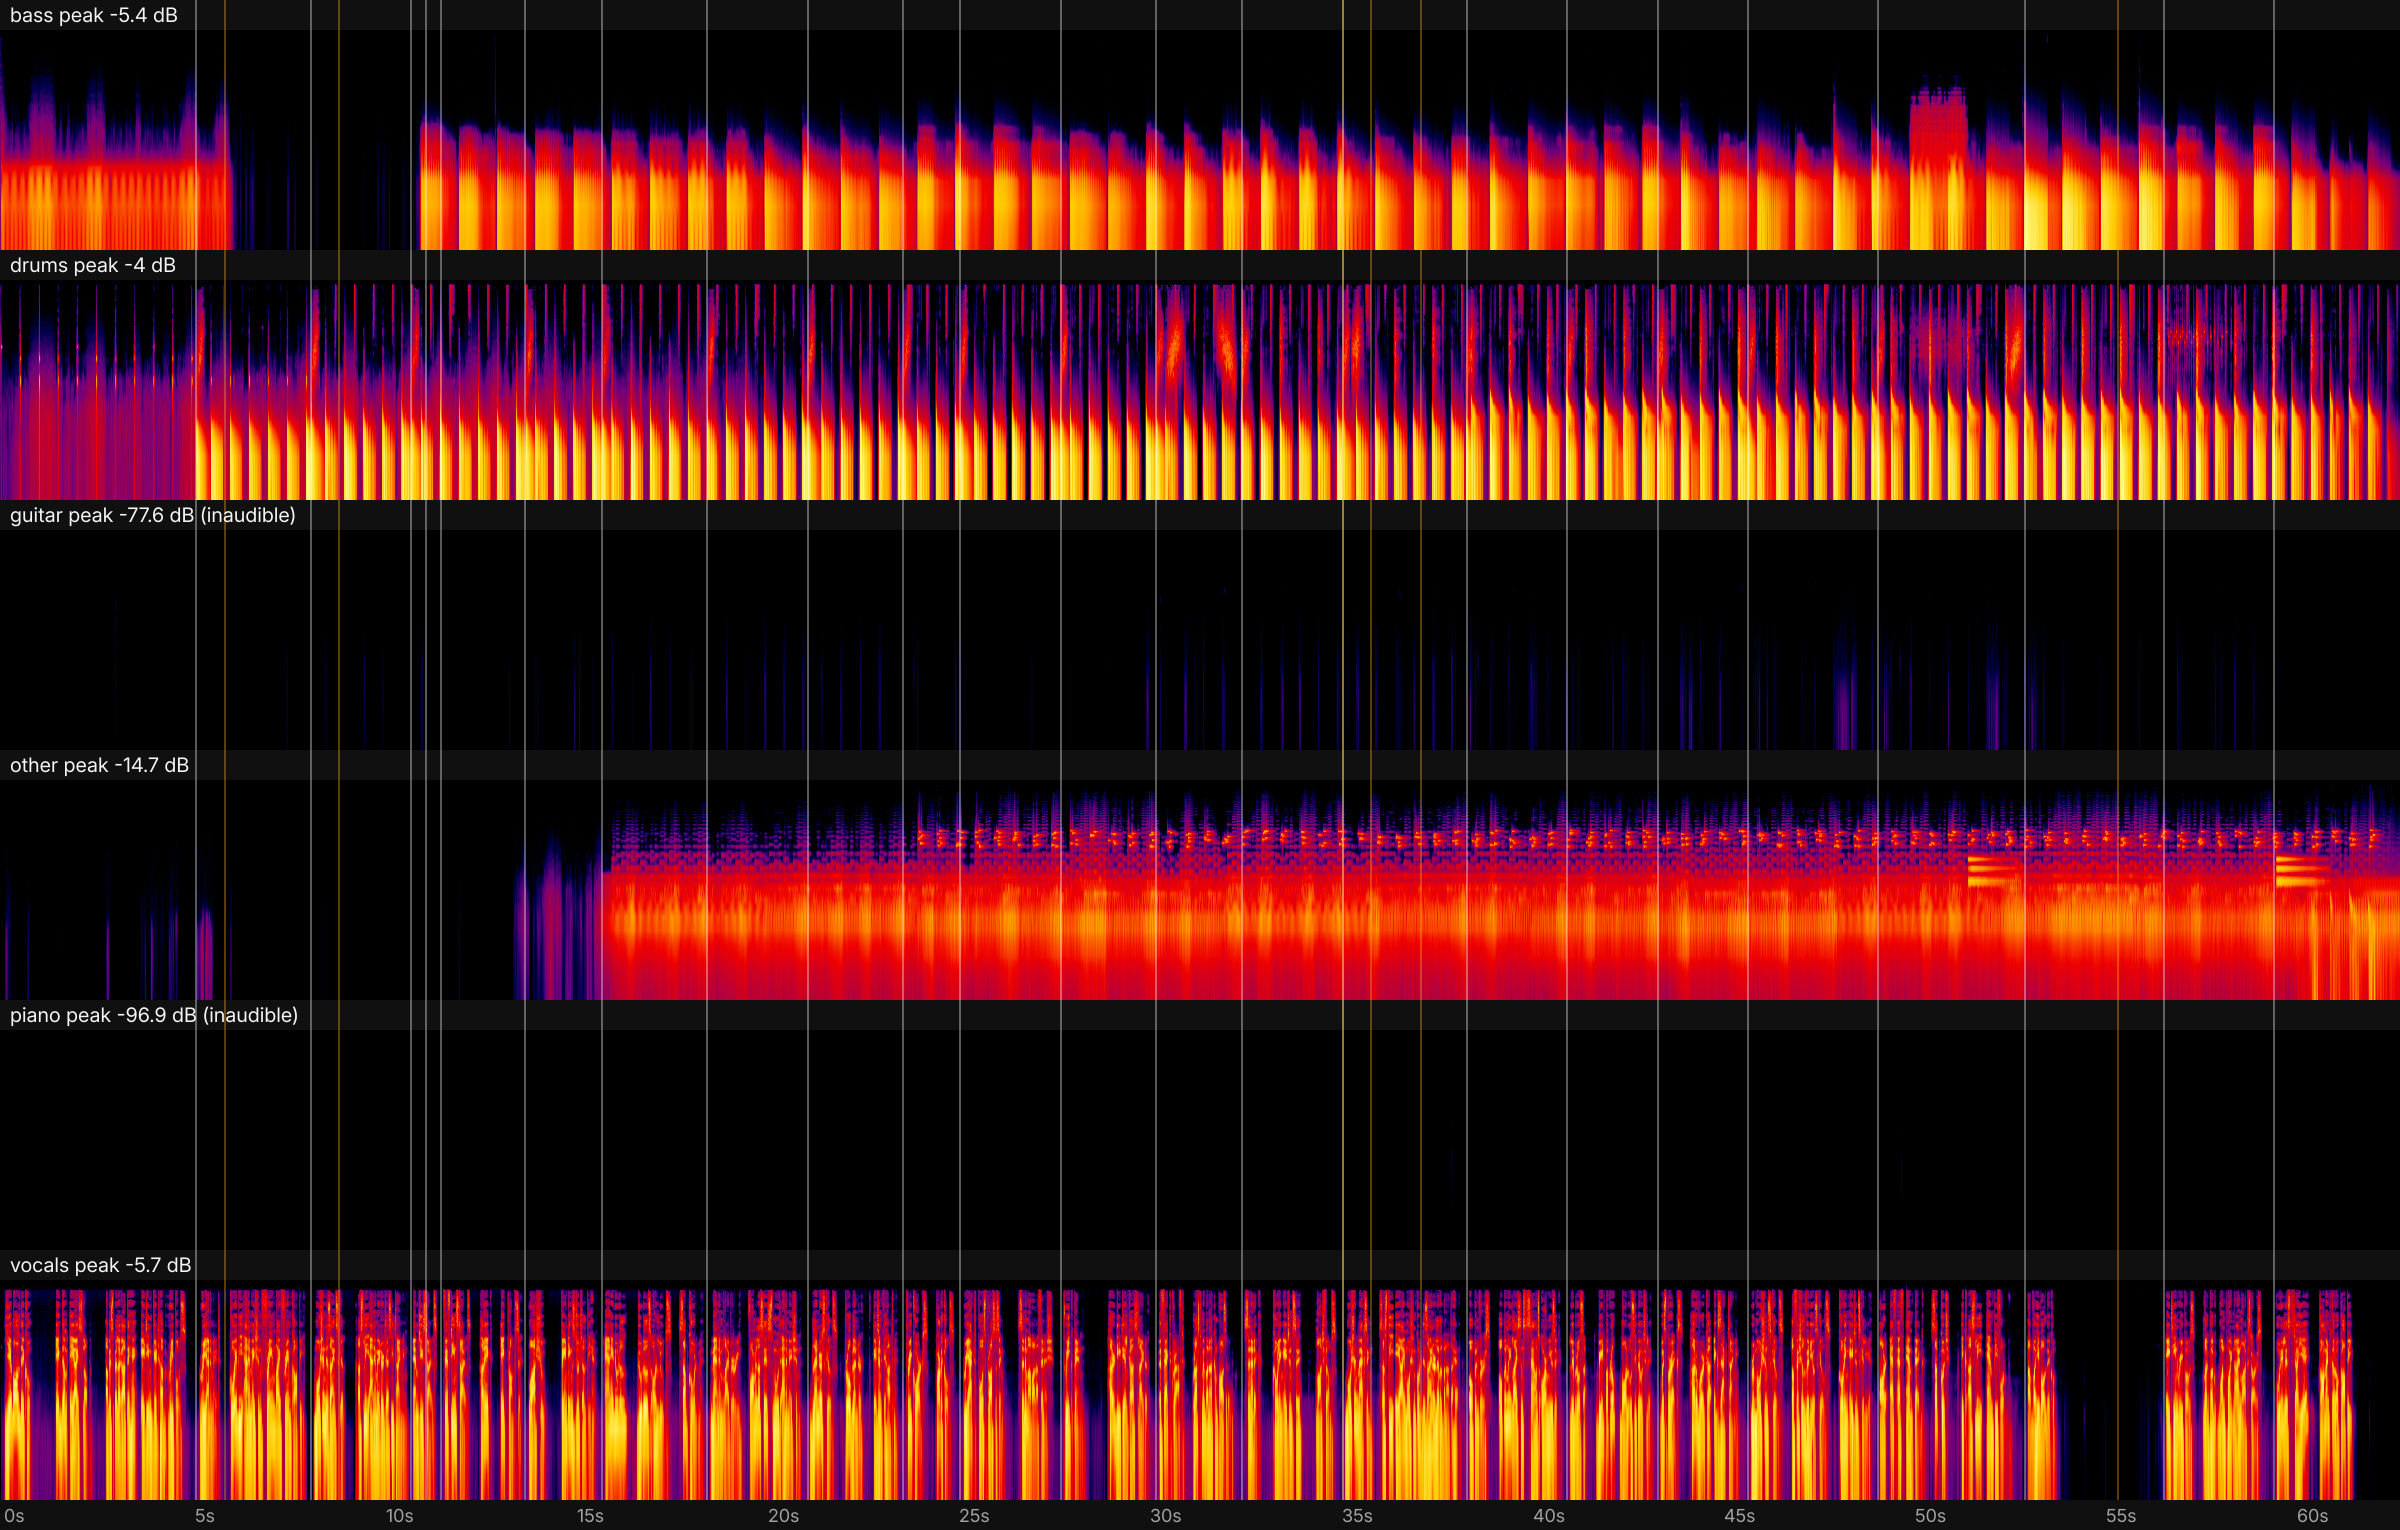 bass peak -5.4 dB
drums peak -4 dB
guitar peak -77.6 dB (inaudible)
other peak -14.7 dB
piano peak -96.9 dB (inaudible)
vocals peak -5.7 dB
0s 5s 10s 15s 20s 25s 30s 35s 40s 45s 50s 55s 60s